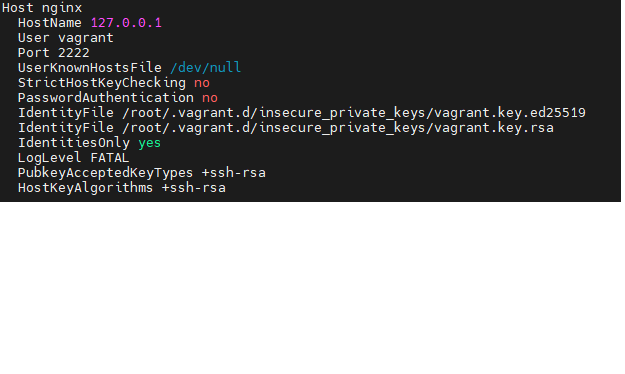 Host nginx
  HostName 127.0.0.1
  User vagrant
  Port 2222
  UserKnownHostsFile /dev/null
  StrictHostKeyChecking no
  PasswordAuthentication no
  IdentityFile /root/.vagrant.d/insecure_private_keys/vagrant.key.ed25519
  IdentityFile /root/.vagrant.d/insecure_private_keys/vagrant.key.rsa
  IdentitiesOnly yes
  LogLevel FATAL
  PubkeyAcceptedKeyTypes +ssh-rsa
  HostKeyAlgorithms +ssh-rsa